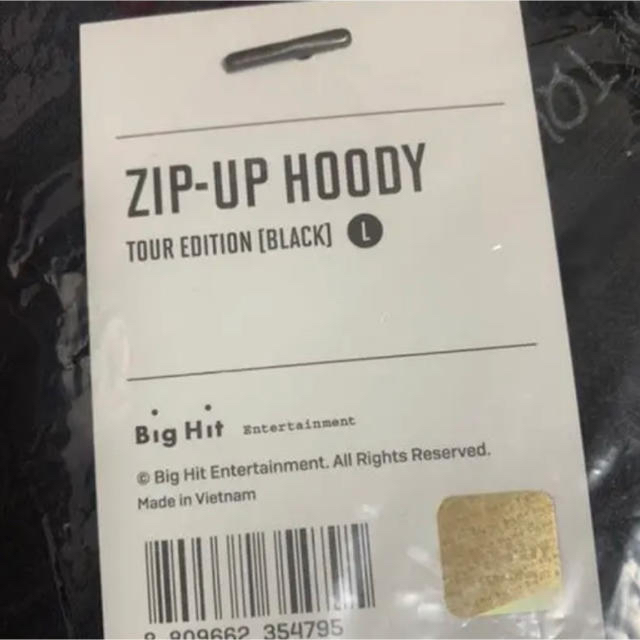 ZIP-UP HOODY
TOUR EDITION [BLACK] L
Big Hit Entertainment
© Big Hit Entertainment. All Rights Reserved.
Made in Vietnam
8 809662 354795